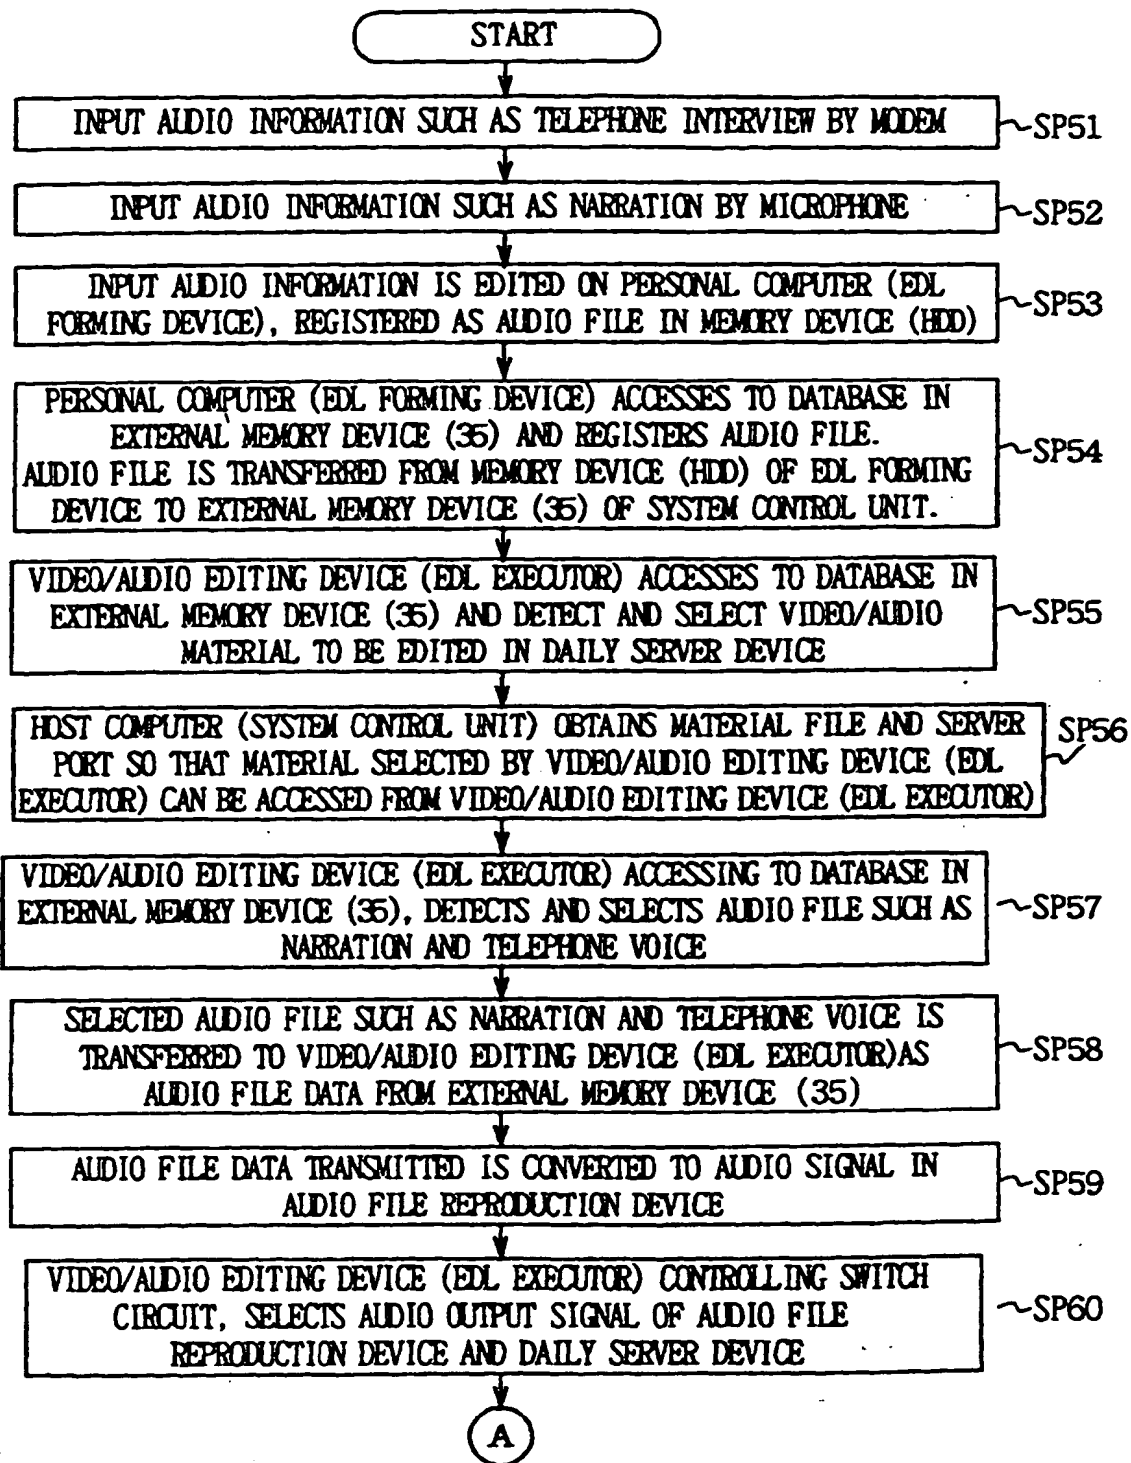 START
INPUT AUDIO INFORMATION SUCH AS TELEPHONE INTERVIEW BY MODEM
SP51
INPUT AUDIO INFORMATION SUCH AS NARRATION BY MICROPHONE
SP52
INPUT AUDIO INFORMATION IS EDITED ON PERSONAL COMPUTER (EDL
FORMING DEVICE), REGISTERED AS AUDIO FILE IN MEMORY DEVICE (HDD)
SP53
PERSONAL COMPUTER (EDL FORMING DEVICE) ACCESSES TO DATABASE IN
EXTERNAL MEMORY DEVICE (35) AND REGISTERS AUDIO FILE.
AUDIO FILE IS TRANSFERRED FROM MEMORY DEVICE (HDD) OF EDL FORMING
DEVICE TO EXTERNAL MEMORY DEVICE (35) OF SYSTEM CONTROL UNIT.
SP54
VIDEO/AUDIO EDITING DEVICE (EDL EXECUTOR) ACCESSES TO DATABASE IN
EXTERNAL MEMORY DEVICE (35) AND DETECT AND SELECT VIDEO/AUDIO
MATERIAL TO BE EDITED IN DAILY SERVER DEVICE
SP55
HOST COMPUTER (SYSTEM CONTROL UNIT) OBTAINS MATERIAL FILE AND SERVER
PORT SO THAT MATERIAL SELECTED BY VIDEO/AUDIO EDITING DEVICE (EDL
EXECUTOR) CAN BE ACCESSED FROM VIDEO/AUDIO EDITING DEVICE (EDL EXECUTOR)
SP56
VIDEO/AUDIO EDITING DEVICE (EDL EXECUTOR) ACCESSING TO DATABASE IN
EXTERNAL MEMORY DEVICE (35), DETECTS AND SELECTS AUDIO FILE SUCH AS
NARRATION AND TELEPHONE VOICE
SP57
SELECTED AUDIO FILE SUCH AS NARRATION AND TELEPHONE VOICE IS
TRANSFERRED TO VIDEO/AUDIO EDITING DEVICE (EDL EXECUTOR)AS
AUDIO FILE DATA FROM EXTERNAL MEMORY DEVICE (35)
SP58
AUDIO FILE DATA TRANSMITTED IS CONVERTED TO AUDIO SIGNAL IN
AUDIO FILE REPRODUCTION DEVICE
SP59
VIDEO/AUDIO EDITING DEVICE (EDL EXECUTOR) CONTROLLING SWITCH
CIRCUIT, SELECTS AUDIO OUTPUT SIGNAL OF AUDIO FILE
REPRODUCTION DEVICE AND DAILY SERVER DEVICE
SP60
A